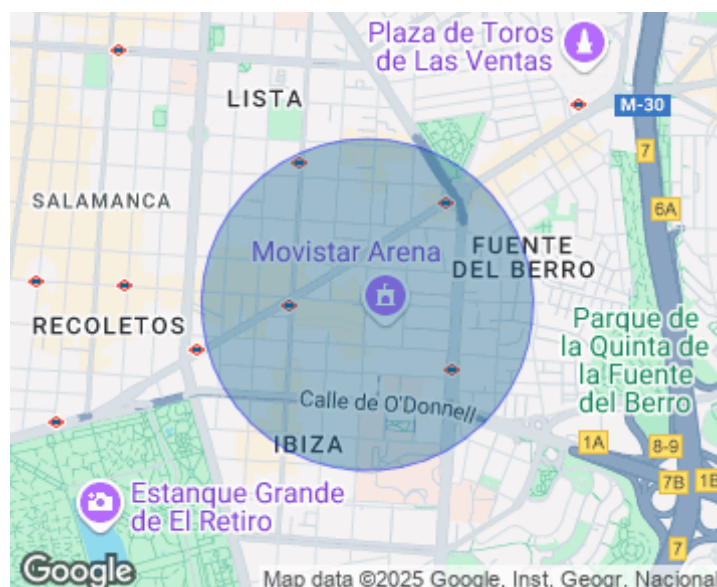 Plaza de Toros
de Las Ventas
M-30
LISTA
7
SALAMANCA
6A
Movistar Arena
FUENTE
DEL BERRO
RECOLETOS
Parque de
la Quinta de
la Fuente
del Berro
Calle de O'Donnell
IBIZA
1A
8-9
7B
1B
Estanque Grande
de El Retiro
7
Google
Map data ©2025 Google, Inst. Geogr. Nacional